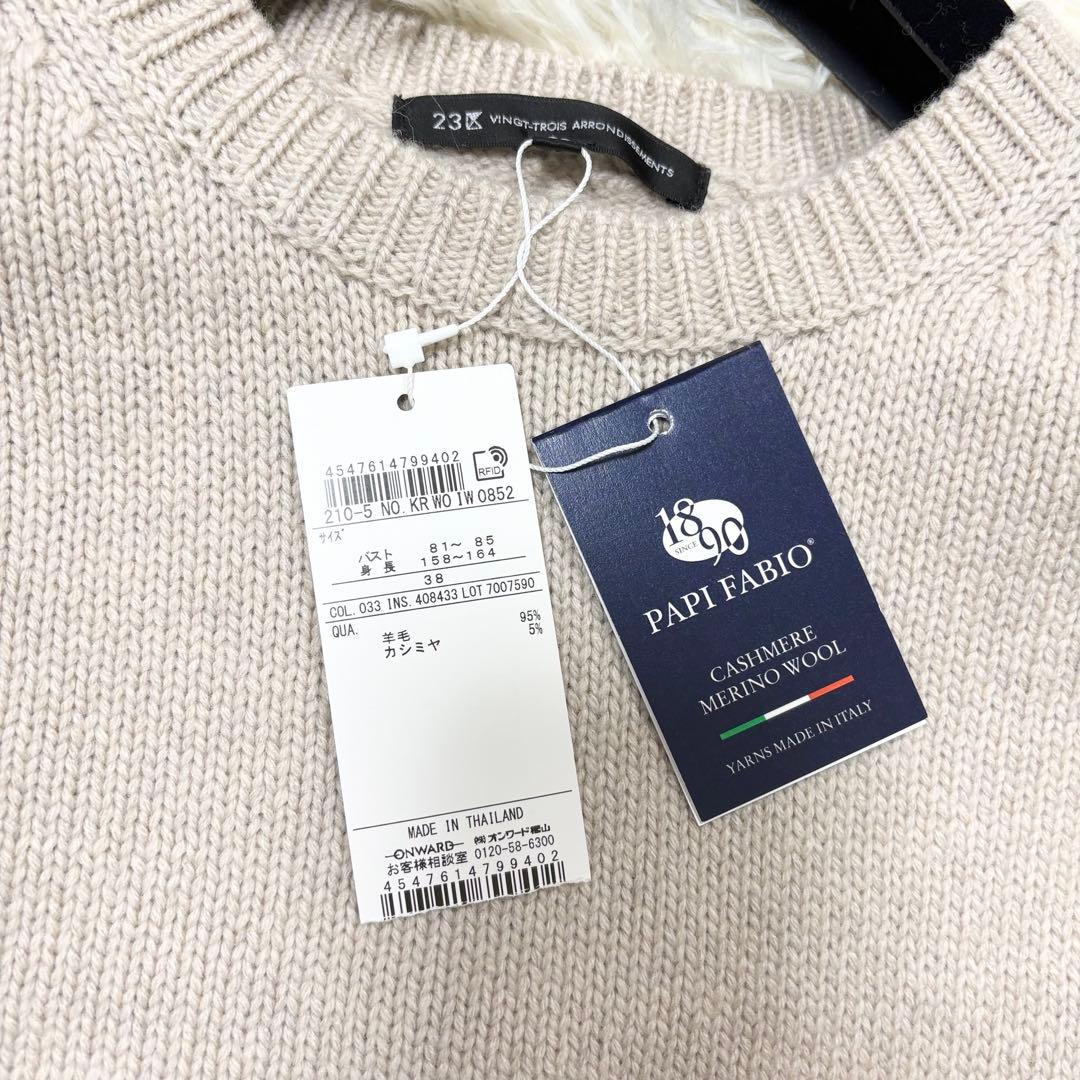 23区 VINGT-TROIS ARRONDISSEMENTS
4547614799402
RFID
210-5 NO. KRWOIW0852
サイズ
バスト 81～ 85
身長 158～164
38
COL. 033 INS. 408433 LOT 7007590
QUA.
羊毛 95%
カシミヤ 5%
MADE IN THAILAND
ONWARD ㈱オンワード樫山
お客様相談室 0120-58-6300
4547614799402
1890
SINCE
PAPI FABIO®
CASHMERE
MERINO WOOL
YARNS MADE IN ITALY